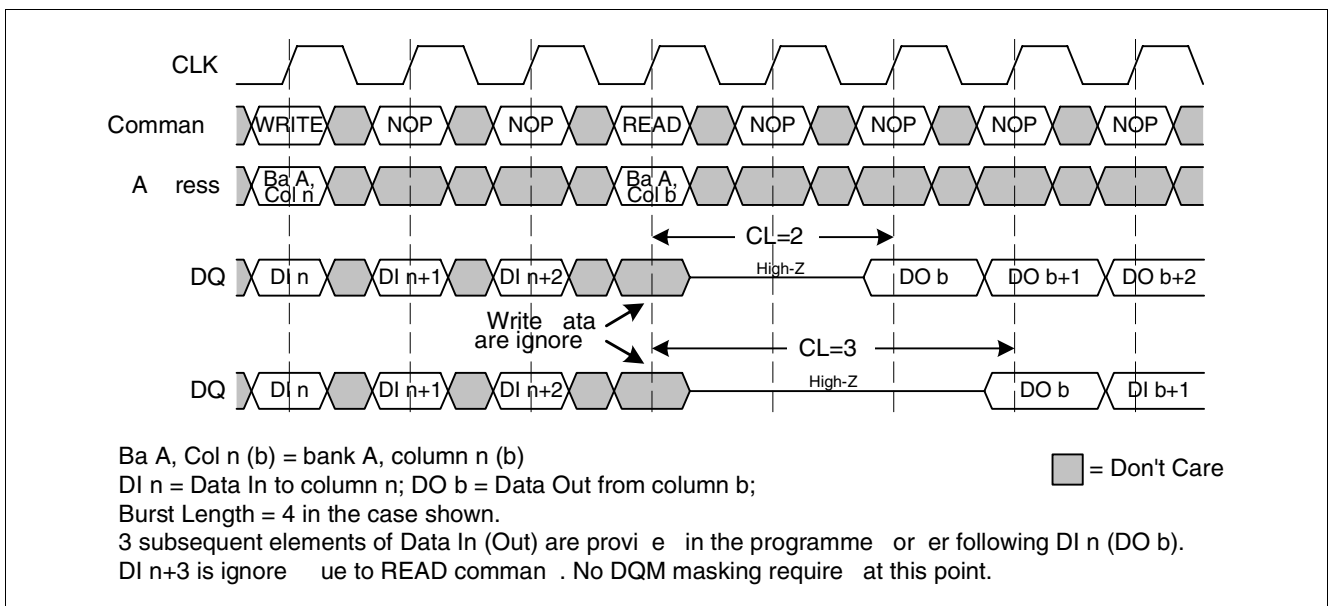 CLK
Comman
WRITE NOP NOP READ NOP NOP NOP NOP
A ress
Ba A,
Col n
Ba A,
Col b
CL=2
DQ
DI n DI n+1 DI n+2 High-Z DO b DO b+1 DO b+2
Write ata
are ignore
CL=3
DQ
DI n DI n+1 DI n+2 High-Z DO b DI b+1
Ba A, Col n (b) = bank A, column n (b)
= Don't Care
DI n = Data In to column n; DO b = Data Out from column b;
Burst Length = 4 in the case shown.
3 subsequent elements of Data In (Out) are provi e in the programme or er following DI n (DO b).
DI n+3 is ignore ue to READ comman . No DQM masking require at this point.